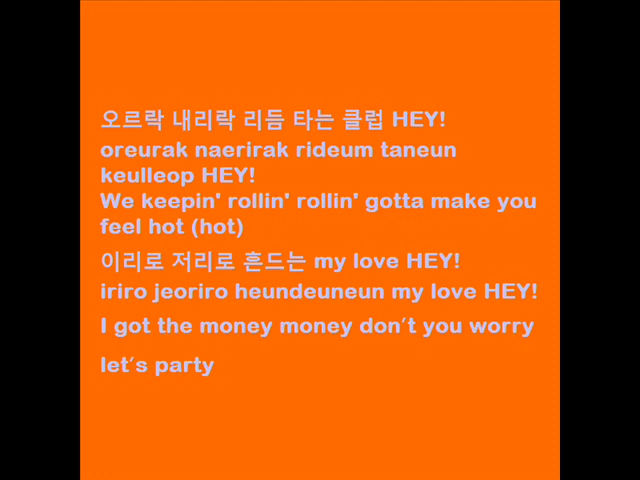 오르락 내리락 리듬 타는 클럽 HEY!
oreurak naerirak rideum taneun
keulleop HEY!
We keepin' rollin' rollin' gotta make you
feel hot (hot)
이리로 저리로 흔드는 my love HEY!
iriro jeoriro heundeuneun my love HEY!
I got the money money don’t you worry
let’s party